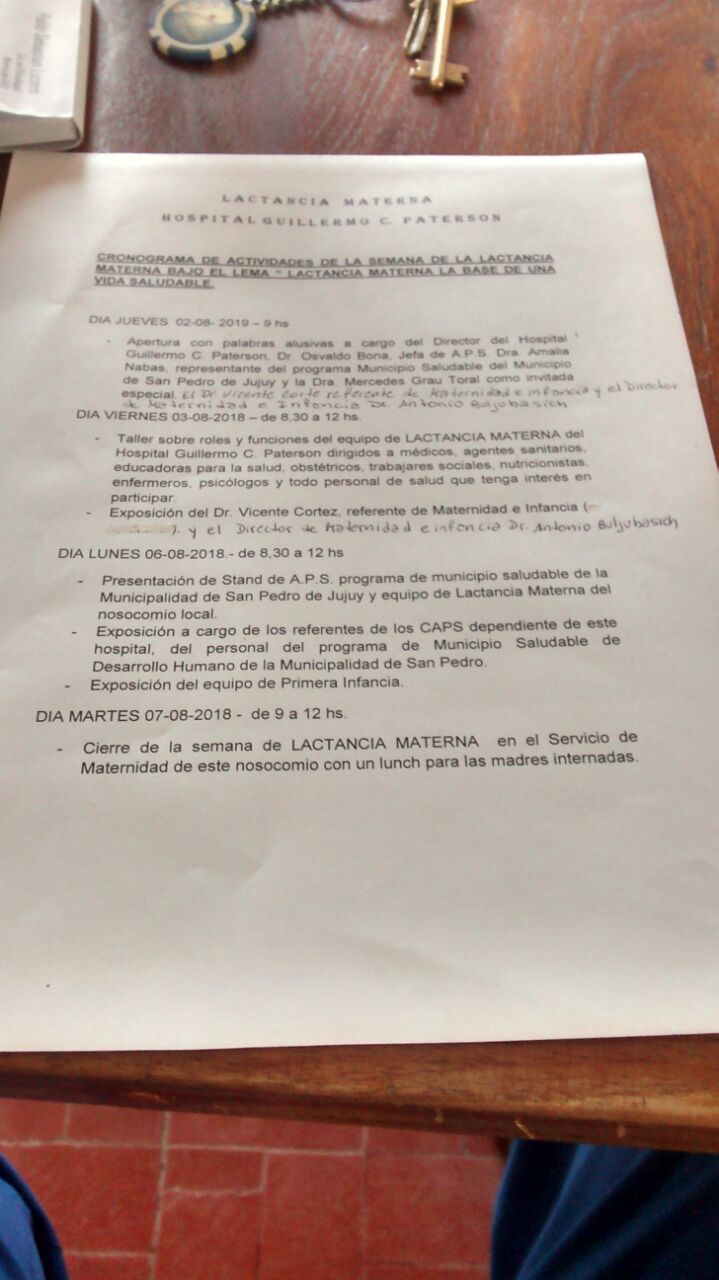 LACTANCIA MATERNA
HOSPITAL GUILLERMO C. PATERSON
CRONOGRAMA DE ACTIVIDADES DE LA SEMANA DE LA LACTANCIA
MATERNA BAJO EL LEMA " LACTANCIA MATERNA LA BASE DE UNA
VIDA SALUDABLE.
DIA JUEVES 02-08- 2019 – 9 hs
- Apertura con palabras alusivas a cargo del Director del Hospital
Guillermo C. Paterson, Dr. Osvaldo Bona, Jefa de A.P.S. Dra. Amalia
Nabas, representante del programa Municipio Saludable del Municipio
de San Pedro de Jujuy y la Dra. Mercedes Grau Toral como invitada
especial. El Dr. Vicente Corte referente de Maternidad e infancia y el Director
de Maternidad e Infancia Dr. Antonio Buljubasich
DIA VIERNES 03-08-2018 – de 8,30 a 12 hs.
- Taller sobre roles y funciones del equipo de LACTANCIA MATERNA del
Hospital Guillermo C. Paterson dirigidos a médicos, agentes sanitarios,
educadoras para la salud, obstétricos, trabajares sociales, nutricionistas,
enfermeros, psicólogos y todo personal de salud que tenga interés en
participar.
- Exposición del Dr. Vicente Cortez, referente de Maternidad e Infancia (
). y el Director de Maternidad e infancia Dr. Antonio Buljubasich
DIA LUNES 06-08-2018.- de 8,30 a 12 hs
- Presentación de Stand de A.P.S. programa de municipio saludable de la
Municipalidad de San Pedro de Jujuy y equipo de Lactancia Materna del
nosocomio local.
- Exposición a cargo de los referentes de los CAPS dependiente de este
hospital, del personal del programa de Municipio Saludable de
Desarrollo Humano de la Municipalidad de San Pedro.
- Exposición del equipo de Primera Infancia.
DIA MARTES 07-08-2018 - de 9 a 12 hs.
- Cierre de la semana de LACTANCIA MATERNA en el Servicio de
Maternidad de este nosocomio con un lunch para las madres internadas.